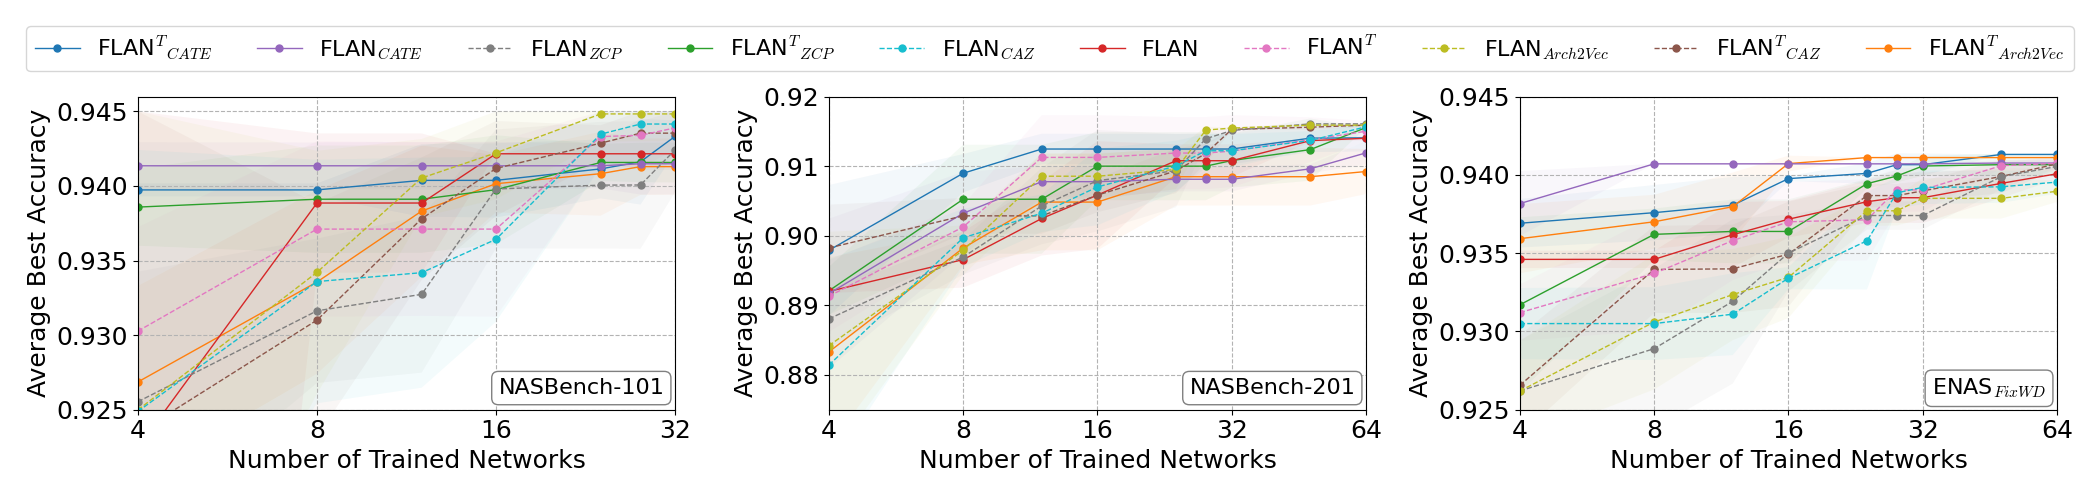 FLAN^T_CATE FLAN_CATE FLAN_ZCP FLAN^T_ZCP FLAN_CAZ FLAN FLAN^T FLAN_Arch2Vec FLAN^T_CAZ FLAN^T_Arch2Vec
Average Best Accuracy
0.945
0.940
0.935
0.930
0.925
4 8 16 32
Number of Trained Networks
NASBench-101
Average Best Accuracy
0.92
0.91
0.90
0.89
0.88
4 8 16 32 64
Number of Trained Networks
NASBench-201
Average Best Accuracy
0.945
0.940
0.935
0.930
0.925
4 8 16 32 64
Number of Trained Networks
ENAS_FixWD